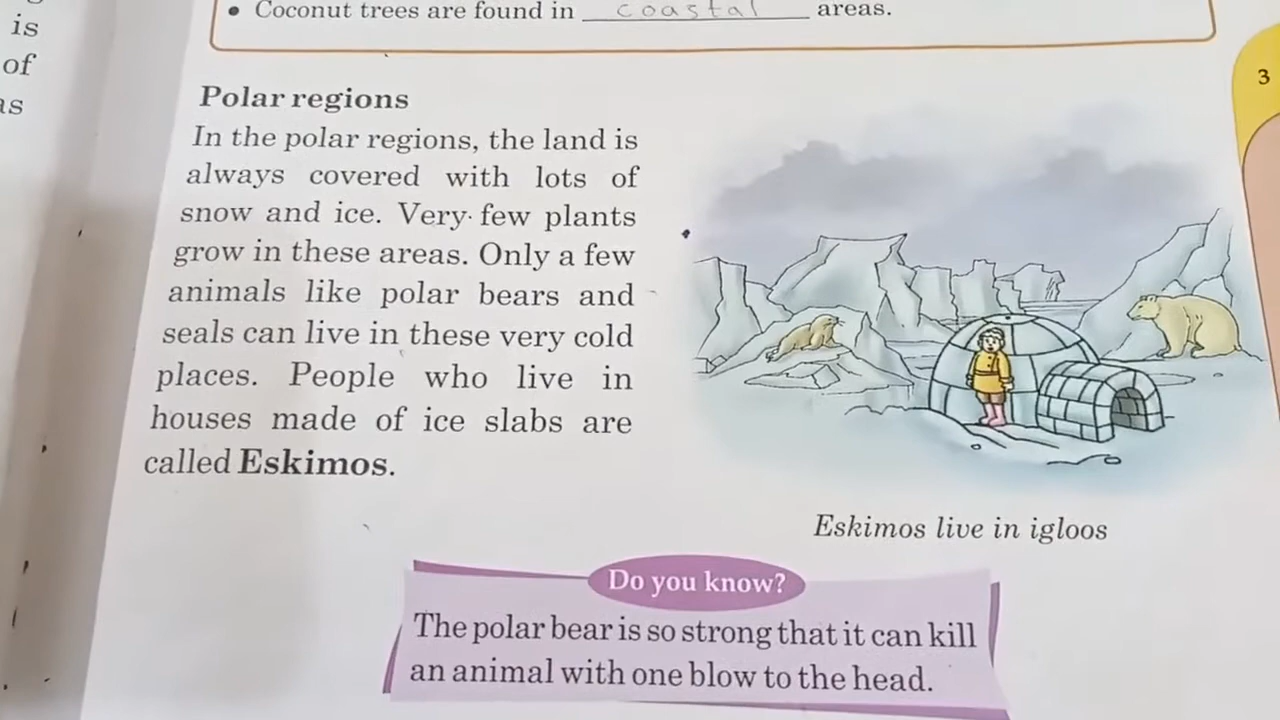 is
of
as
• Coconut trees are found in coastal areas.
3
Polar regions
In the polar regions, the land is
always covered with lots of
snow and ice. Very few plants
grow in these areas. Only a few
animals like polar bears and
seals can live in these very cold
places. People who live in
houses made of ice slabs are
called Eskimos.
Eskimos live in igloos
Do you know?
The polar bear is so strong that it can kill
an animal with one blow to the head.